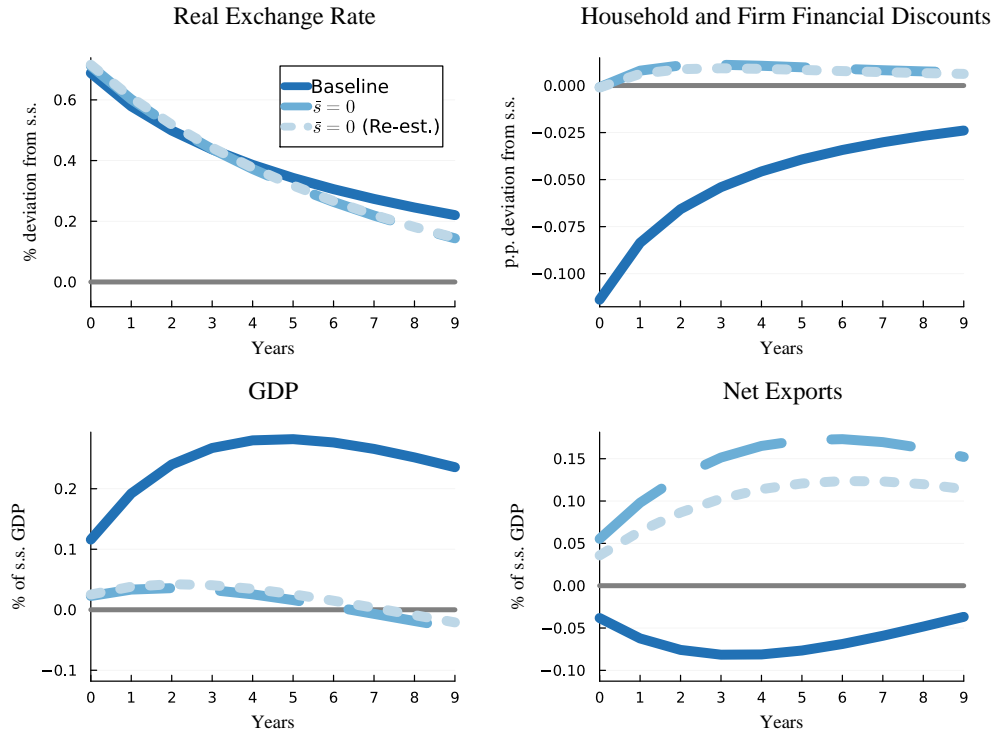 Real Exchange Rate
% deviation from s.s.
0.6
0.4
0.2
0.0
Baseline
s̄ = 0
s̄ = 0 (Re-est.)
0 1 2 3 4 5 6 7 8 9
Years
Household and Firm Financial Discounts
p.p. deviation from s.s.
0.000
−0.025
−0.050
−0.075
−0.100
0 1 2 3 4 5 6 7 8 9
Years
GDP
% of s.s. GDP
0.2
0.1
0.0
−0.1
0 1 2 3 4 5 6 7 8 9
Years
Net Exports
% of s.s. GDP
0.15
0.10
0.05
0.00
−0.05
−0.10
0 1 2 3 4 5 6 7 8 9
Years